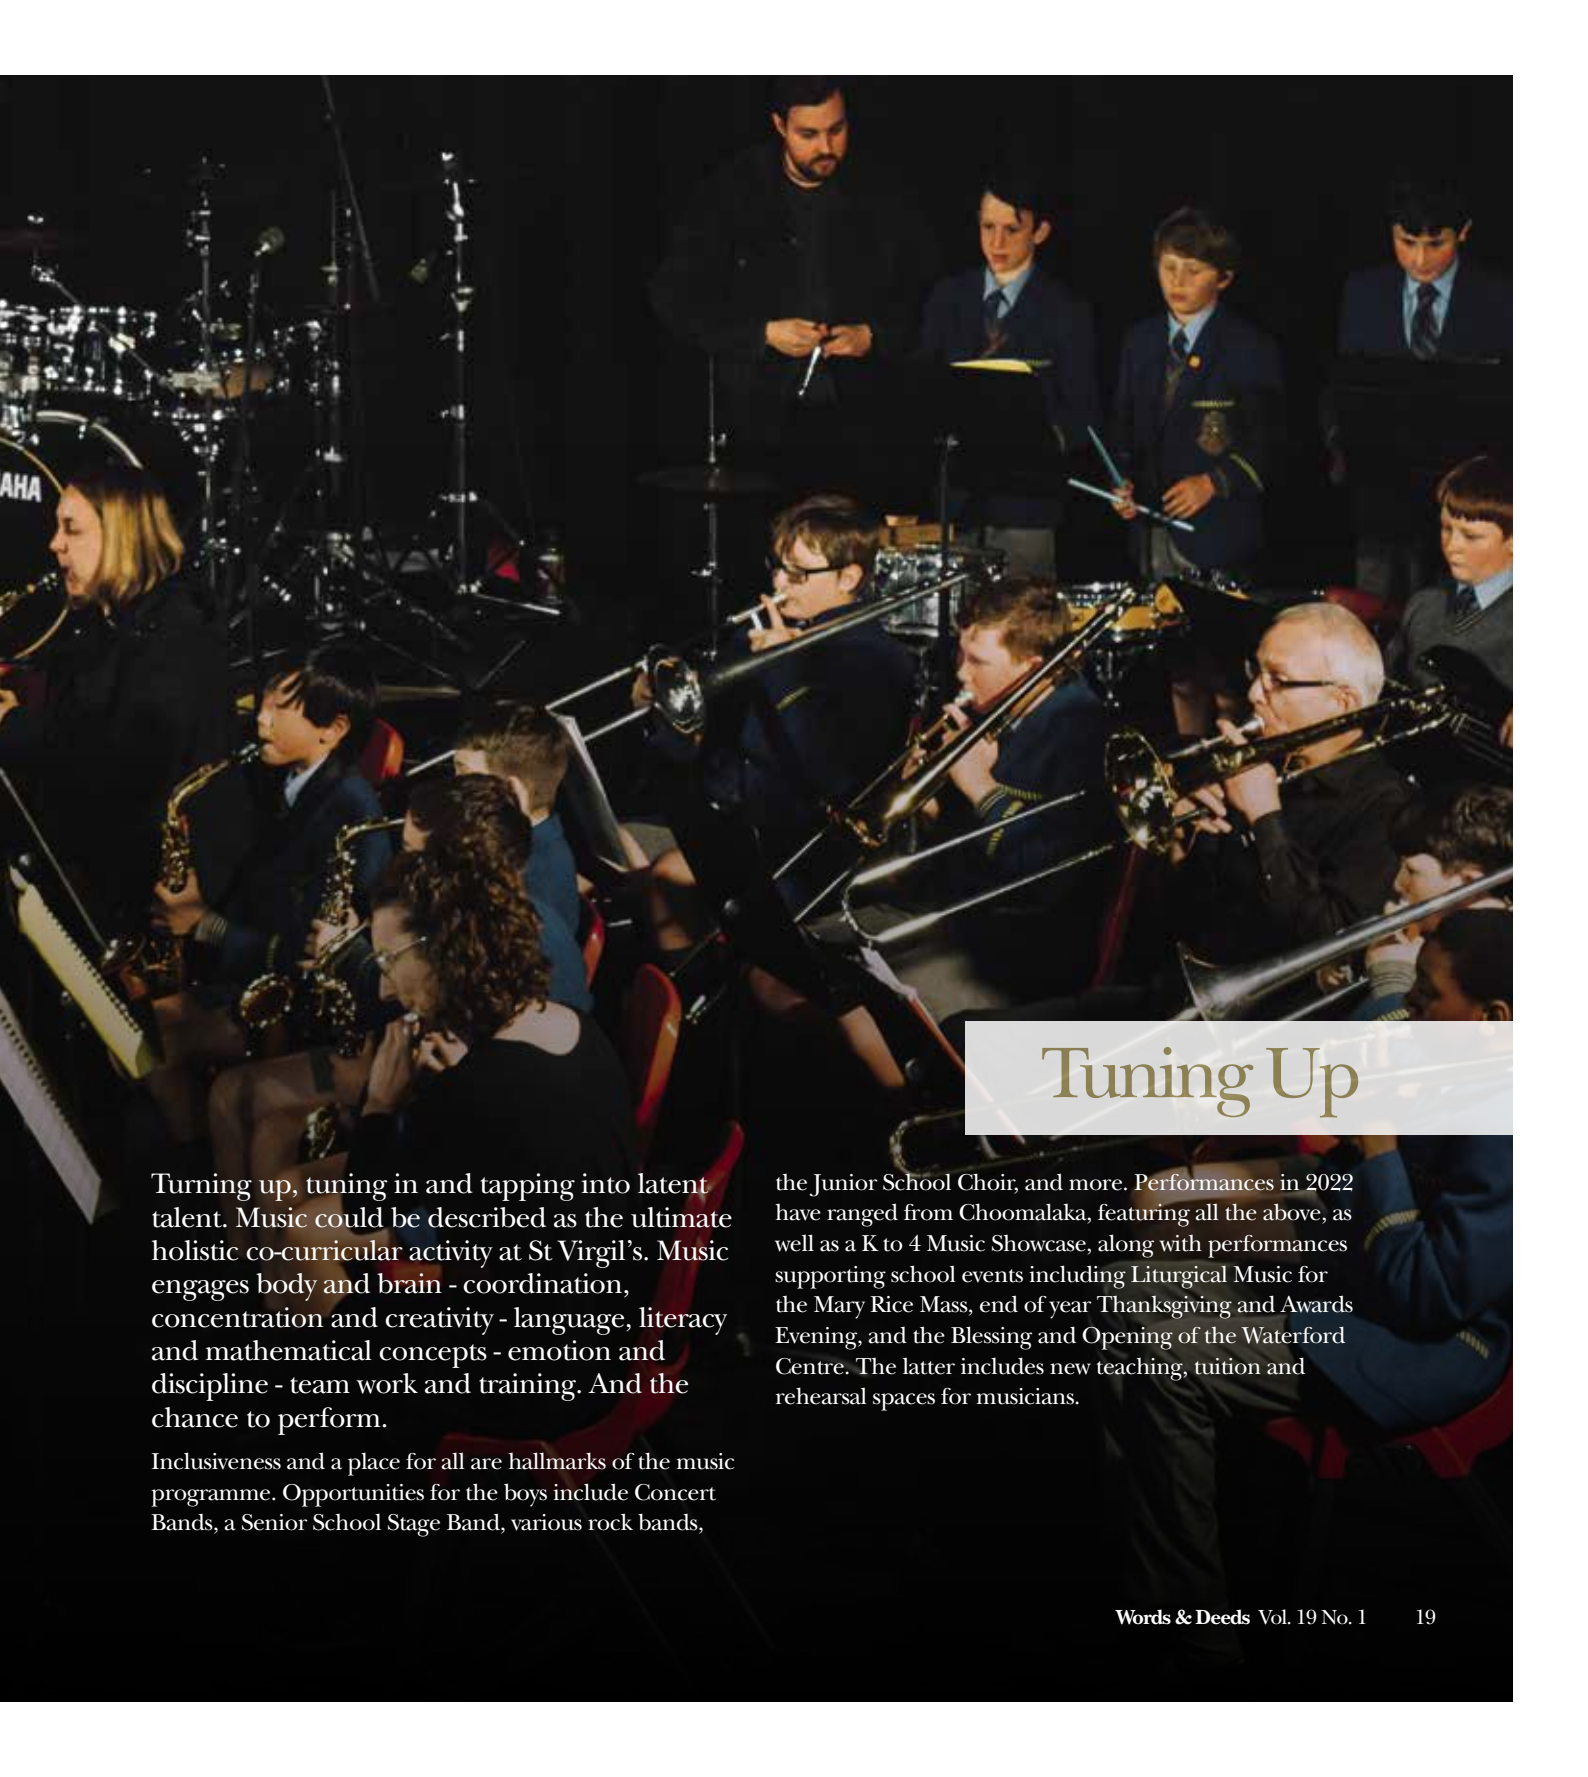 AHA
Tuning Up
Turning up, tuning in and tapping into latent
talent. Music could be described as the ultimate
holistic co-curricular activity at St Virgil’s. Music
engages body and brain - coordination,
concentration and creativity - language, literacy
and mathematical concepts - emotion and
discipline - team work and training. And the
chance to perform.
Inclusiveness and a place for all are hallmarks of the music
programme. Opportunities for the boys include Concert
Bands, a Senior School Stage Band, various rock bands,
the Junior School Choir, and more. Performances in 2022
have ranged from Choomalaka, featuring all the above, as
well as a K to 4 Music Showcase, along with performances
supporting school events including Liturgical Music for
the Mary Rice Mass, end of year Thanksgiving and Awards
Evening, and the Blessing and Opening of the Waterford
Centre. The latter includes new teaching, tuition and
rehearsal spaces for musicians.
Words & Deeds Vol. 19 No. 1 19